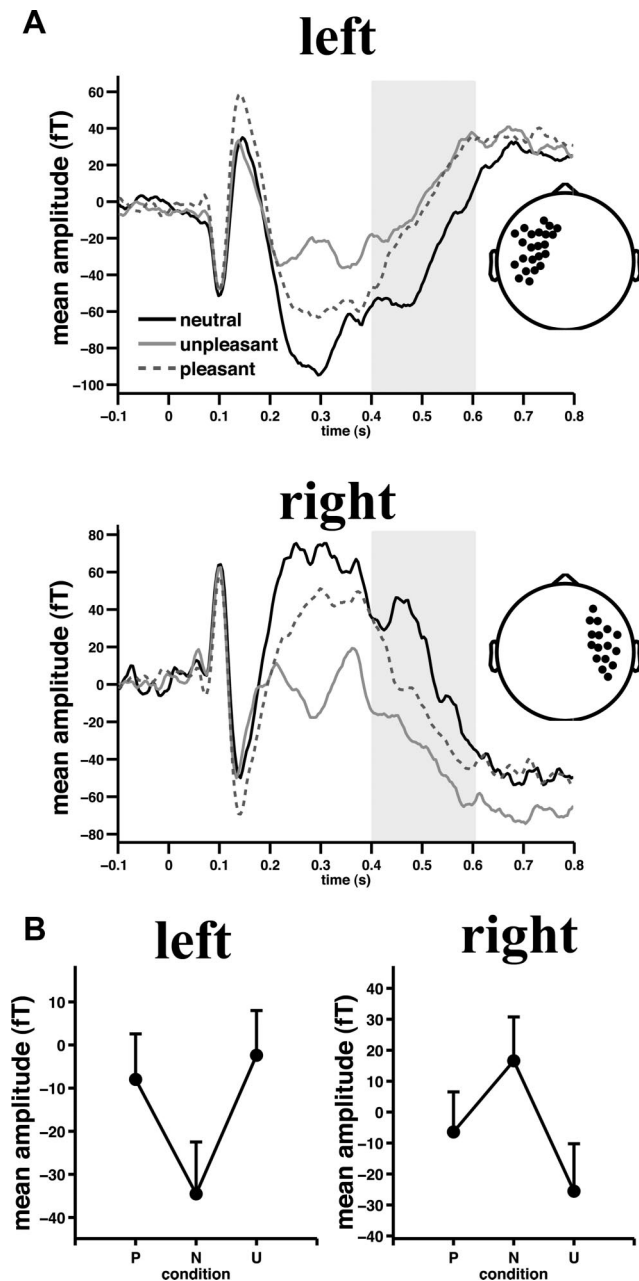 A
left
mean amplitude (fT)
60
40
20
0
−20
−40
−60
−80
−100
neutral
unpleasant
pleasant
−0.1 0 0.1 0.2 0.3 0.4 0.5 0.6 0.7 0.8
time (s)
right
mean amplitude (fT)
80
60
40
20
0
−20
−40
−60
−80
−0.1 0 0.1 0.2 0.3 0.4 0.5 0.6 0.7 0.8
time (s)
B
left
mean amplitude (fT)
10
0
−10
−20
−30
−40
P N U
condition
right
mean amplitude (fT)
40
30
20
10
0
−10
−20
−30
−40
P N U
condition